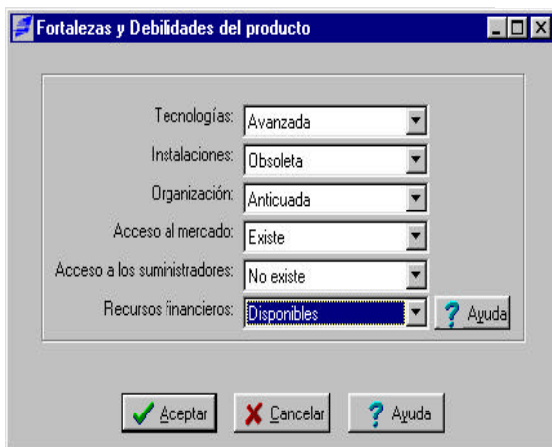 Fortalezas y Debilidades del producto
Tecnologías: Avanzada
Instalaciones: Obsoleta
Organización: Anticuada
Acceso al mercado: Existe
Acceso a los suministradores: No existe
Recursos financieros: Disponibles Ayuda
Aceptar Cancelar Ayuda